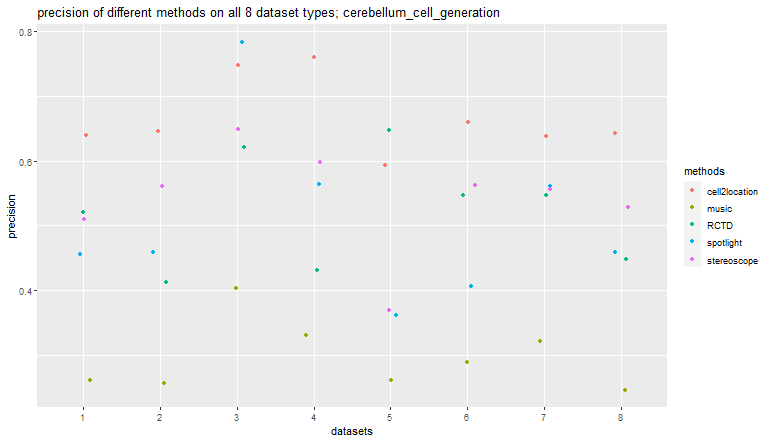 precision of different methods on all 8 dataset types; cerebellum_cell_generation
0.8
0.6
0.4
precision
1 2 3 4 5 6 7 8
datasets
methods
cell2location
music
RCTD
spotlight
stereoscope